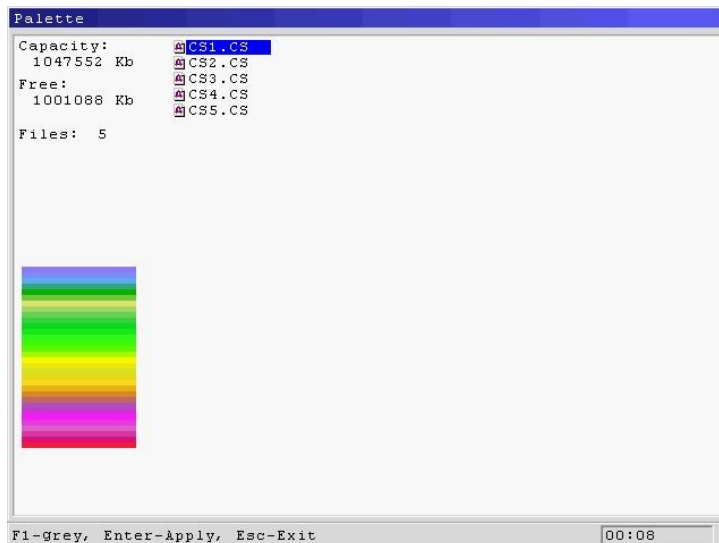 Palette
Capacity:
1047552 Kb
Free:
1001088 Kb
Files: 5
CS1.CS
CS2.CS
CS3.CS
CS4.CS
CS5.CS
F1-grey, Enter-Apply, Esc-Exit
00:08